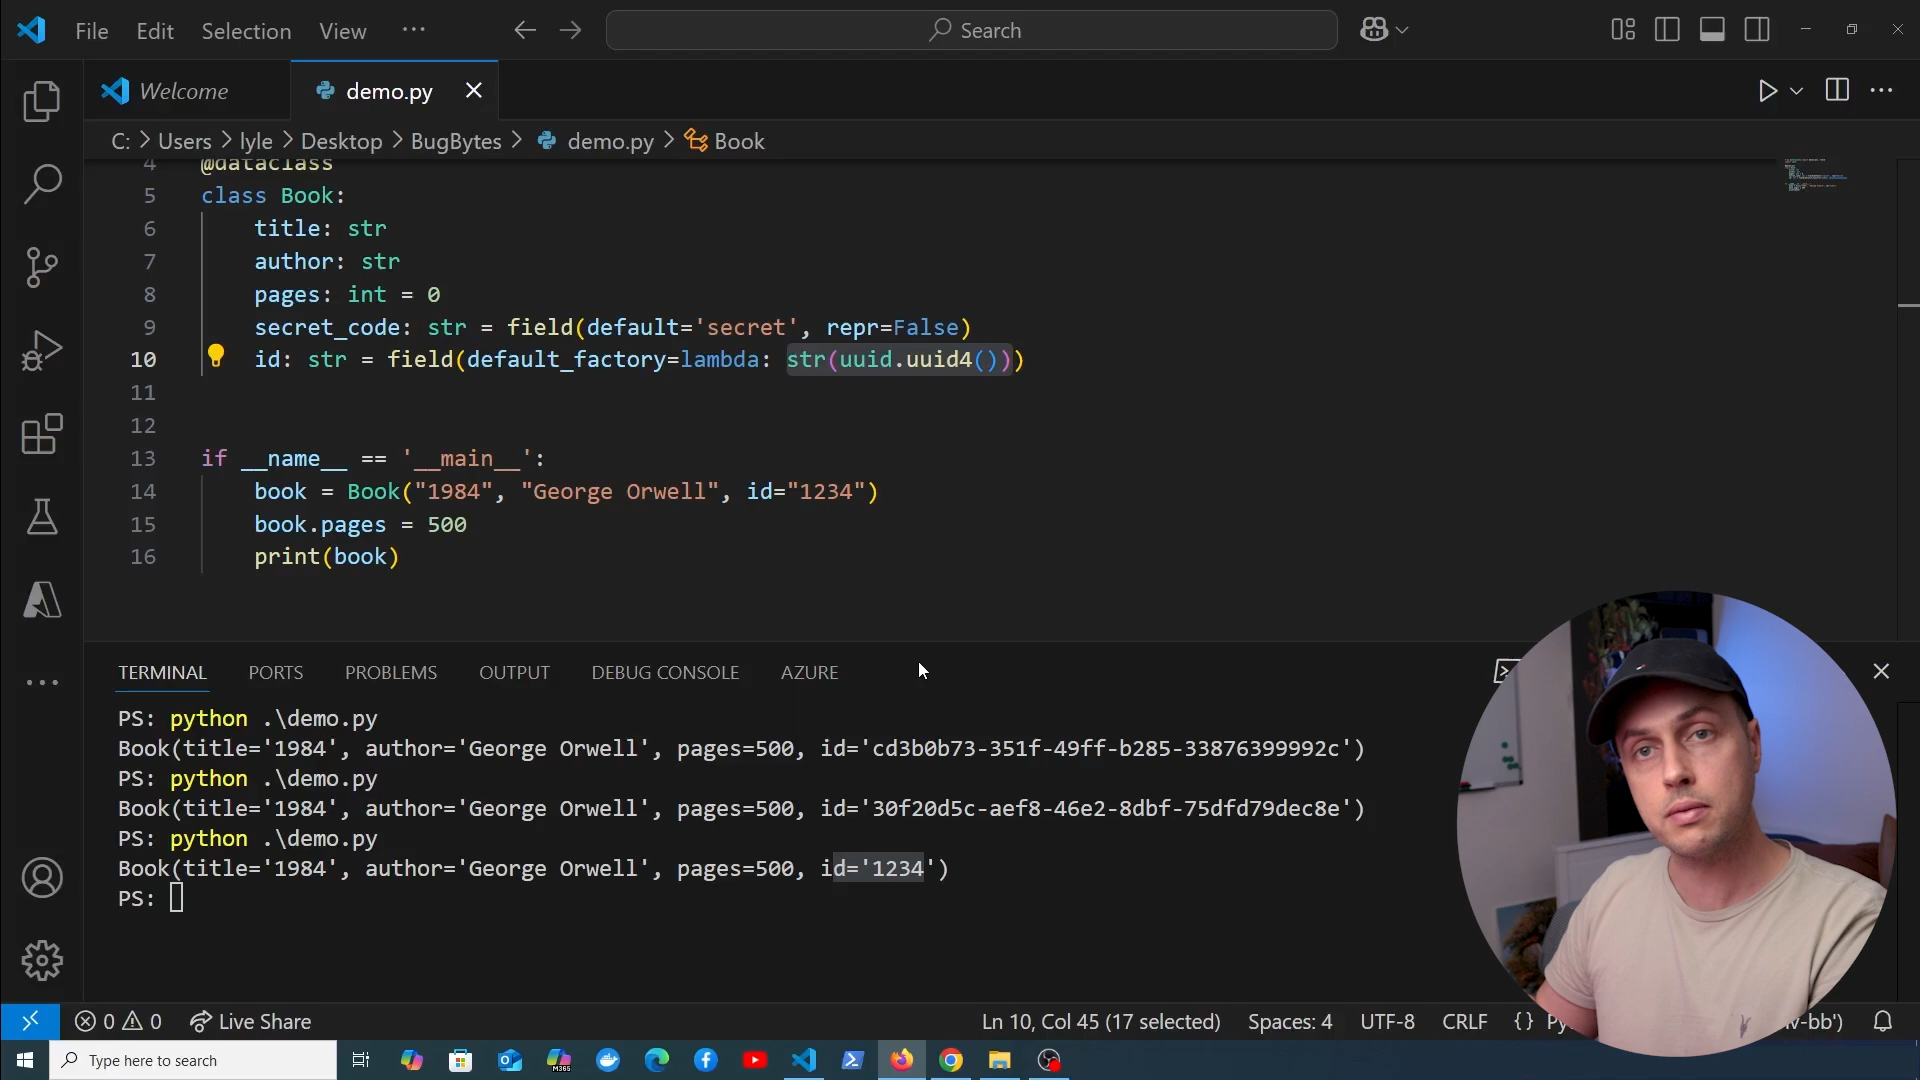 File Edit Selection View ··· Search
Welcome demo.py
C: > Users > lyle > Desktop > BugBytes > demo.py > Book
4 @dataclass
5 class Book:
6 title: str
7 author: str
8 pages: int = 0
9 secret_code: str = field(default='secret', repr=False)
10 id: str = field(default_factory=lambda: str(uuid.uuid4()))
11
12
13 if __name__ == '__main__':
14 book = Book("1984", "George Orwell", id="1234")
15 book.pages = 500
16 print(book)
TERMINAL PORTS PROBLEMS OUTPUT DEBUG CONSOLE AZURE
PS: python .\demo.py
Book(title='1984', author='George Orwell', pages=500, id='cd3b0b73-351f-49ff-b285-33876399992c')
PS: python .\demo.py
Book(title='1984', author='George Orwell', pages=500, id='30f20d5c-aef8-46e2-8dbf-75dfd79dec8e')
PS: python .\demo.py
Book(title='1984', author='George Orwell', pages=500, id='1234')
PS:
0 0 Live Share Ln 10, Col 45 (17 selected) Spaces: 4 UTF-8 CRLF {}
Type here to search M365